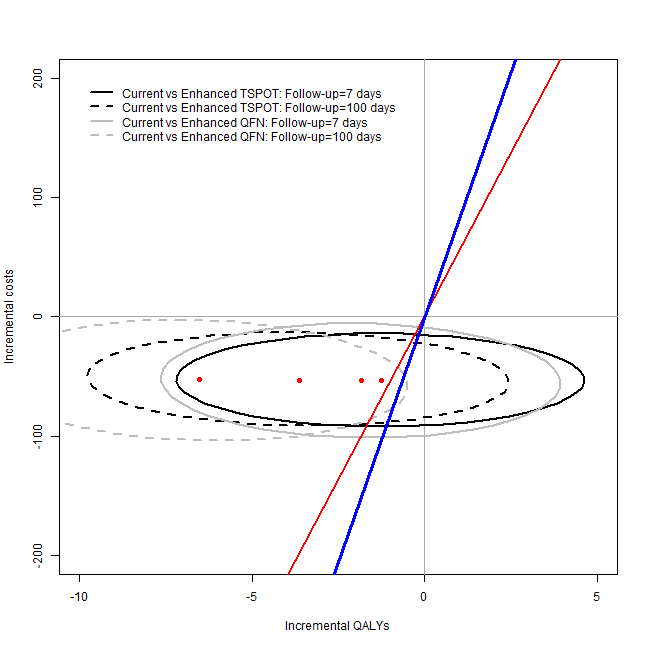 Current vs Enhanced TSPOT: Follow-up=7 days
Current vs Enhanced TSPOT: Follow-up=100 days
Current vs Enhanced QFN: Follow-up=7 days
Current vs Enhanced QFN: Follow-up=100 days
Incremental costs
200
100
0
-100
-200
-10
-5
0
5
Incremental QALYs